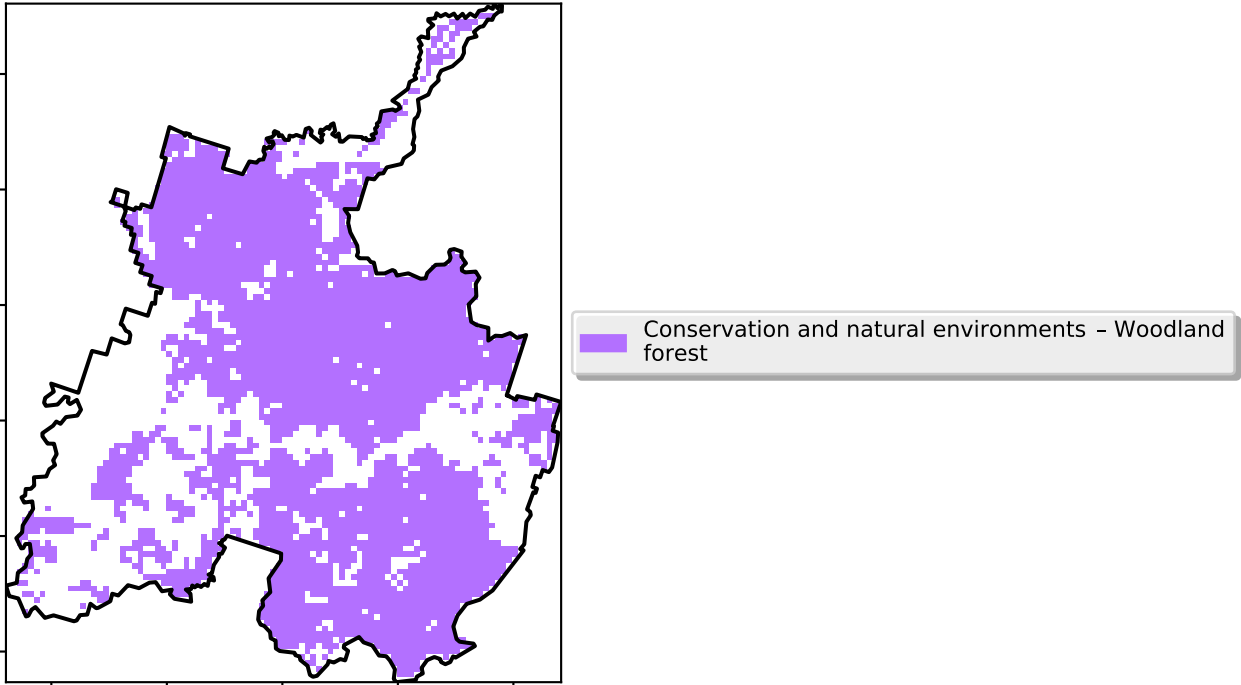 Conservation and natural environments – Woodland
forest